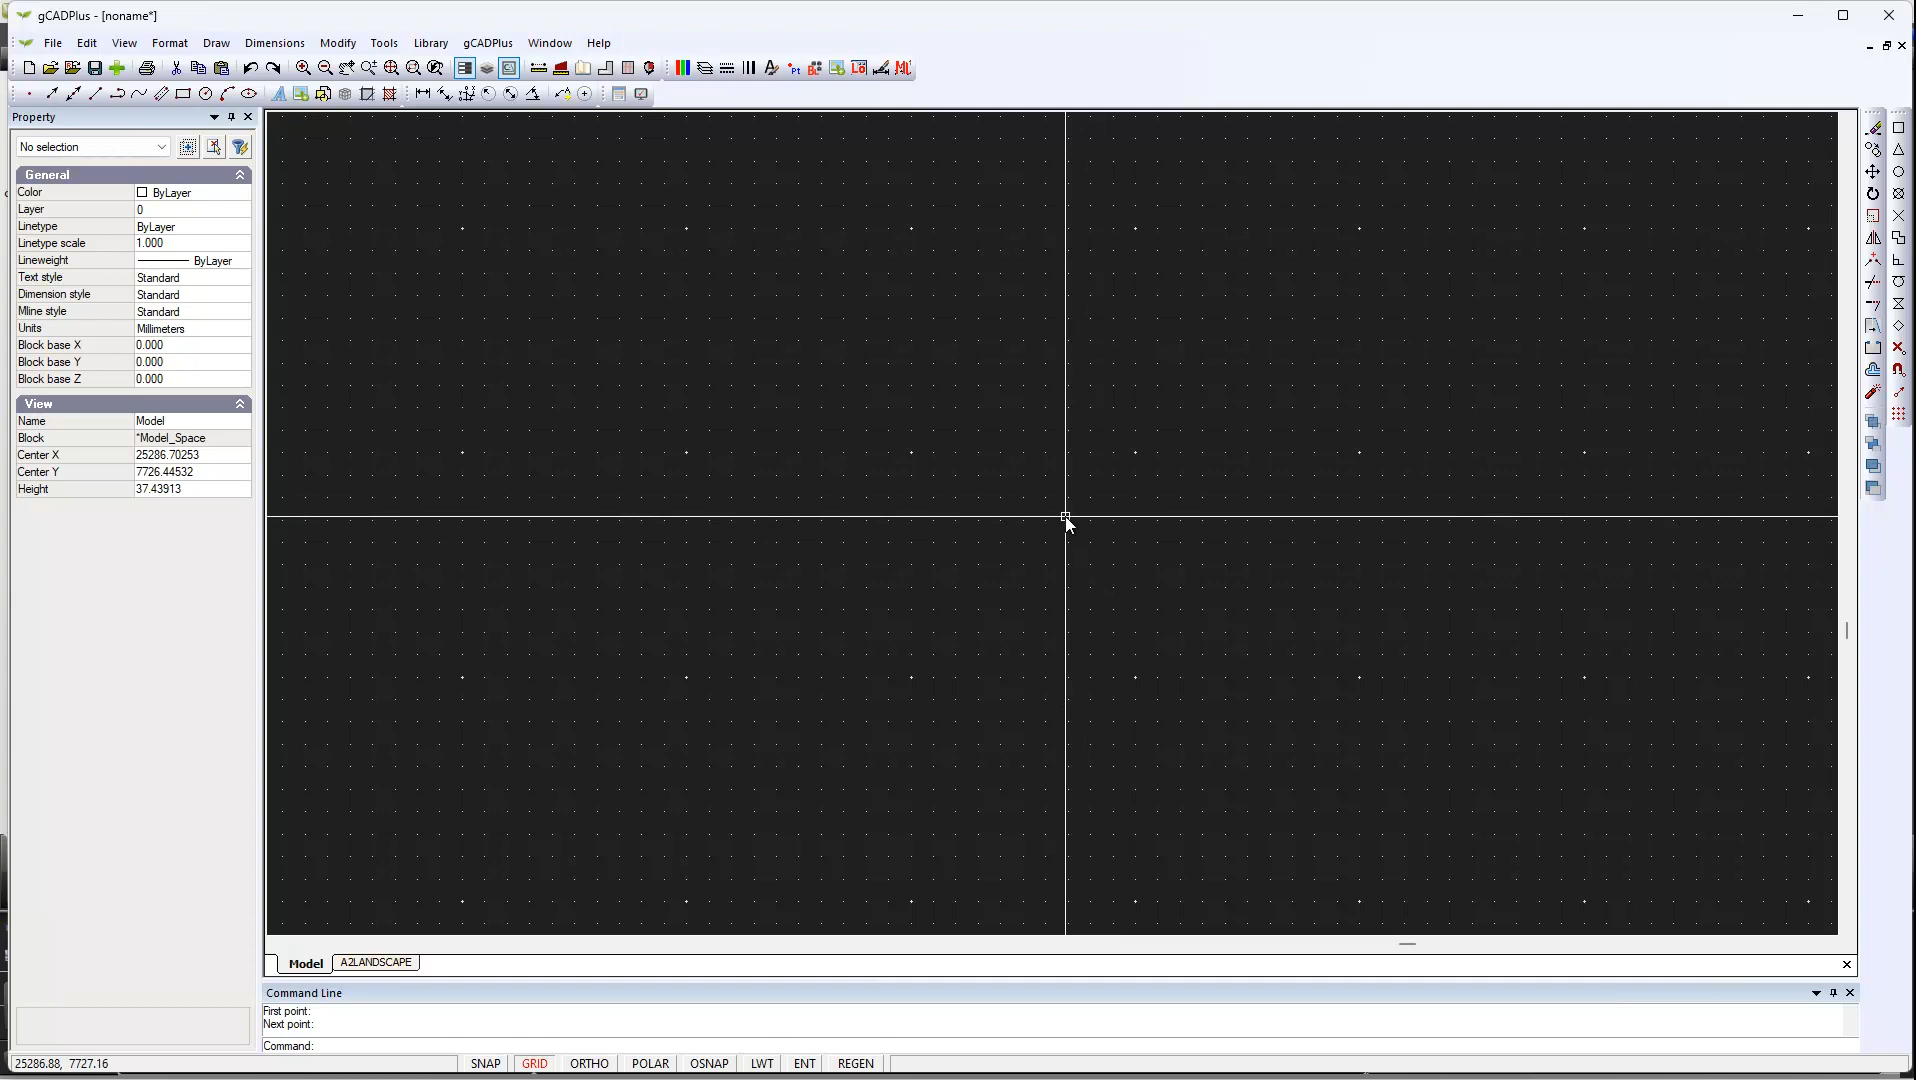 gCADPlus - [noname*]
File Edit View Format Draw Dimensions Modify Tools Library gCADPlus Window Help
Property
No selection
General
Color ByLayer
Layer 0
Linetype ByLayer
Linetype scale 1.000
Lineweight ByLayer
Text style Standard
Dimension style Standard
Mline style Standard
Units Millimeters
Block base X 0.000
Block base Y 0.000
Block base Z 0.000
View
Name Model
Block *Model_Space
Center X 25286.70253
Center Y 7726.44532
Height 37.43913
Model A2LANDSCAPE
Command Line
First point:
Next point:
Command:
25286.88, 7727.16 SNAP GRID ORTHO POLAR OSNAP LWT ENT REGEN